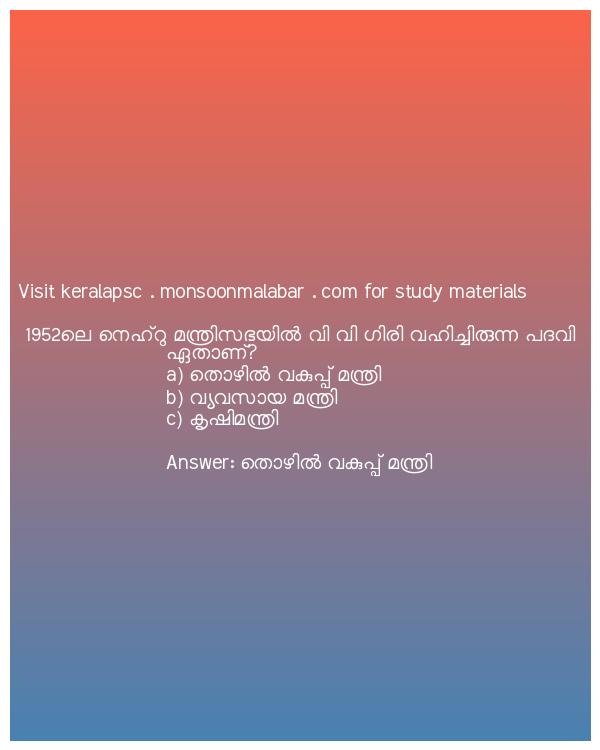 Visit keralapsc . monsoonmalabar . com for study materials
1952ലെ നെഹ്റു മന്ത്രിസഭയിൽ വി വി ഗിരി വഹിച്ചിരുന്ന പദവി
ഏതാണ്?
a) തൊഴിൽ വകുപ്പ് മന്ത്രി
b) വ്യവസായ മന്ത്രി
c) കൃഷിമന്ത്രി
Answer: തൊഴിൽ വകുപ്പ് മന്ത്രി